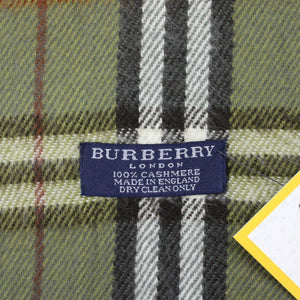 BURBERRY
LONDON
100% CASHMERE
MADE IN ENGLAND
DRY CLEAN ONLY